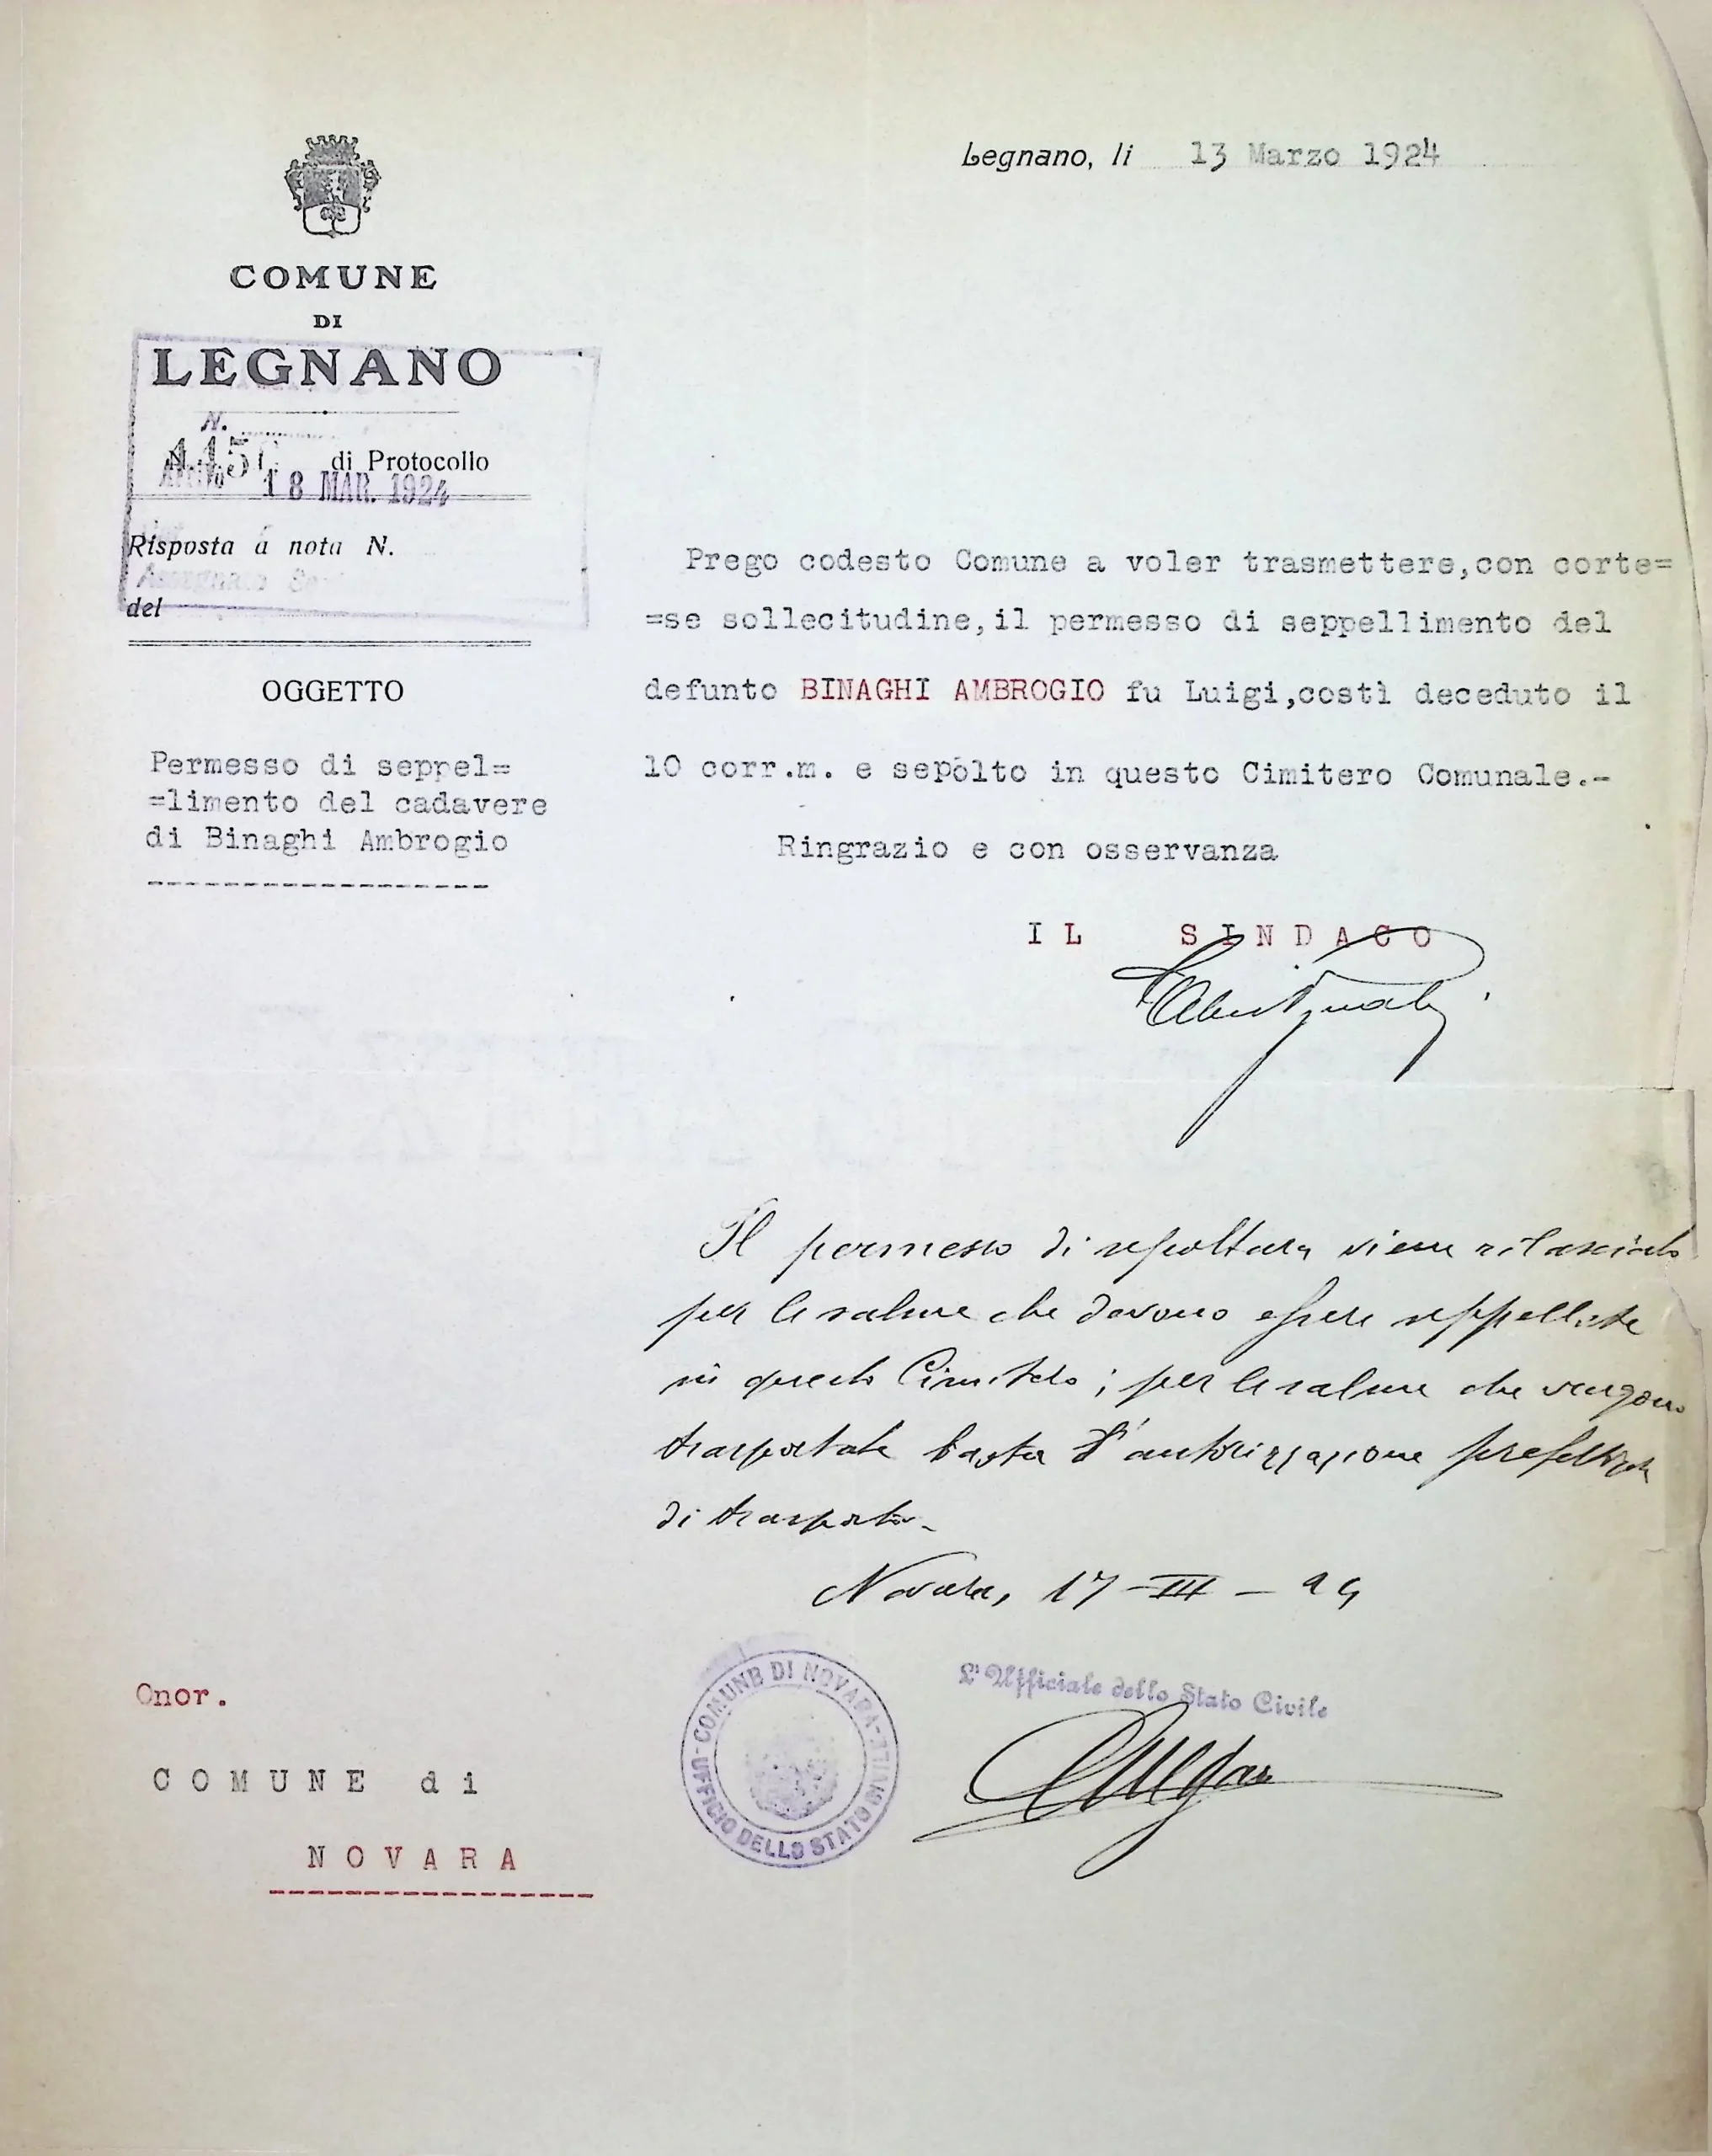 Legnano, li 13 Marzo 1924
COMUNE
DI
LEGNANO
N.
N. di Protocollo
Arrivo 18 MAR. 1924
Risposta a nota N.
Assegnata
del
OGGETTO
Permesso di seppel=
=limento del cadavere
di Binaghi Ambrogio
Prego codesto Comune a voler trasmettere,con corte=
=se sollecitudine,il permesso di seppellimento del
defunto BINAGHI AMBROGIO fu Luigi,costì deceduto il
10 corr.m. e sepolto in questo Cimitero Comunale.-
Ringrazio e con osservanza
IL SINDACO
Il permesso di sepoltura viene rilasciato
per le salme che devono essere seppellite
in questo Cimitero; per le salme che vengono
trasportate basta l'autorizzazione prefettizia
di trasporto.
Novara, 17-III-24
L'Ufficiale dello Stato Civile
COMUNE DI NOVARA - UFFICIO DELLO STATO CIVILE
Onor.
COMUNE di
NOVARA